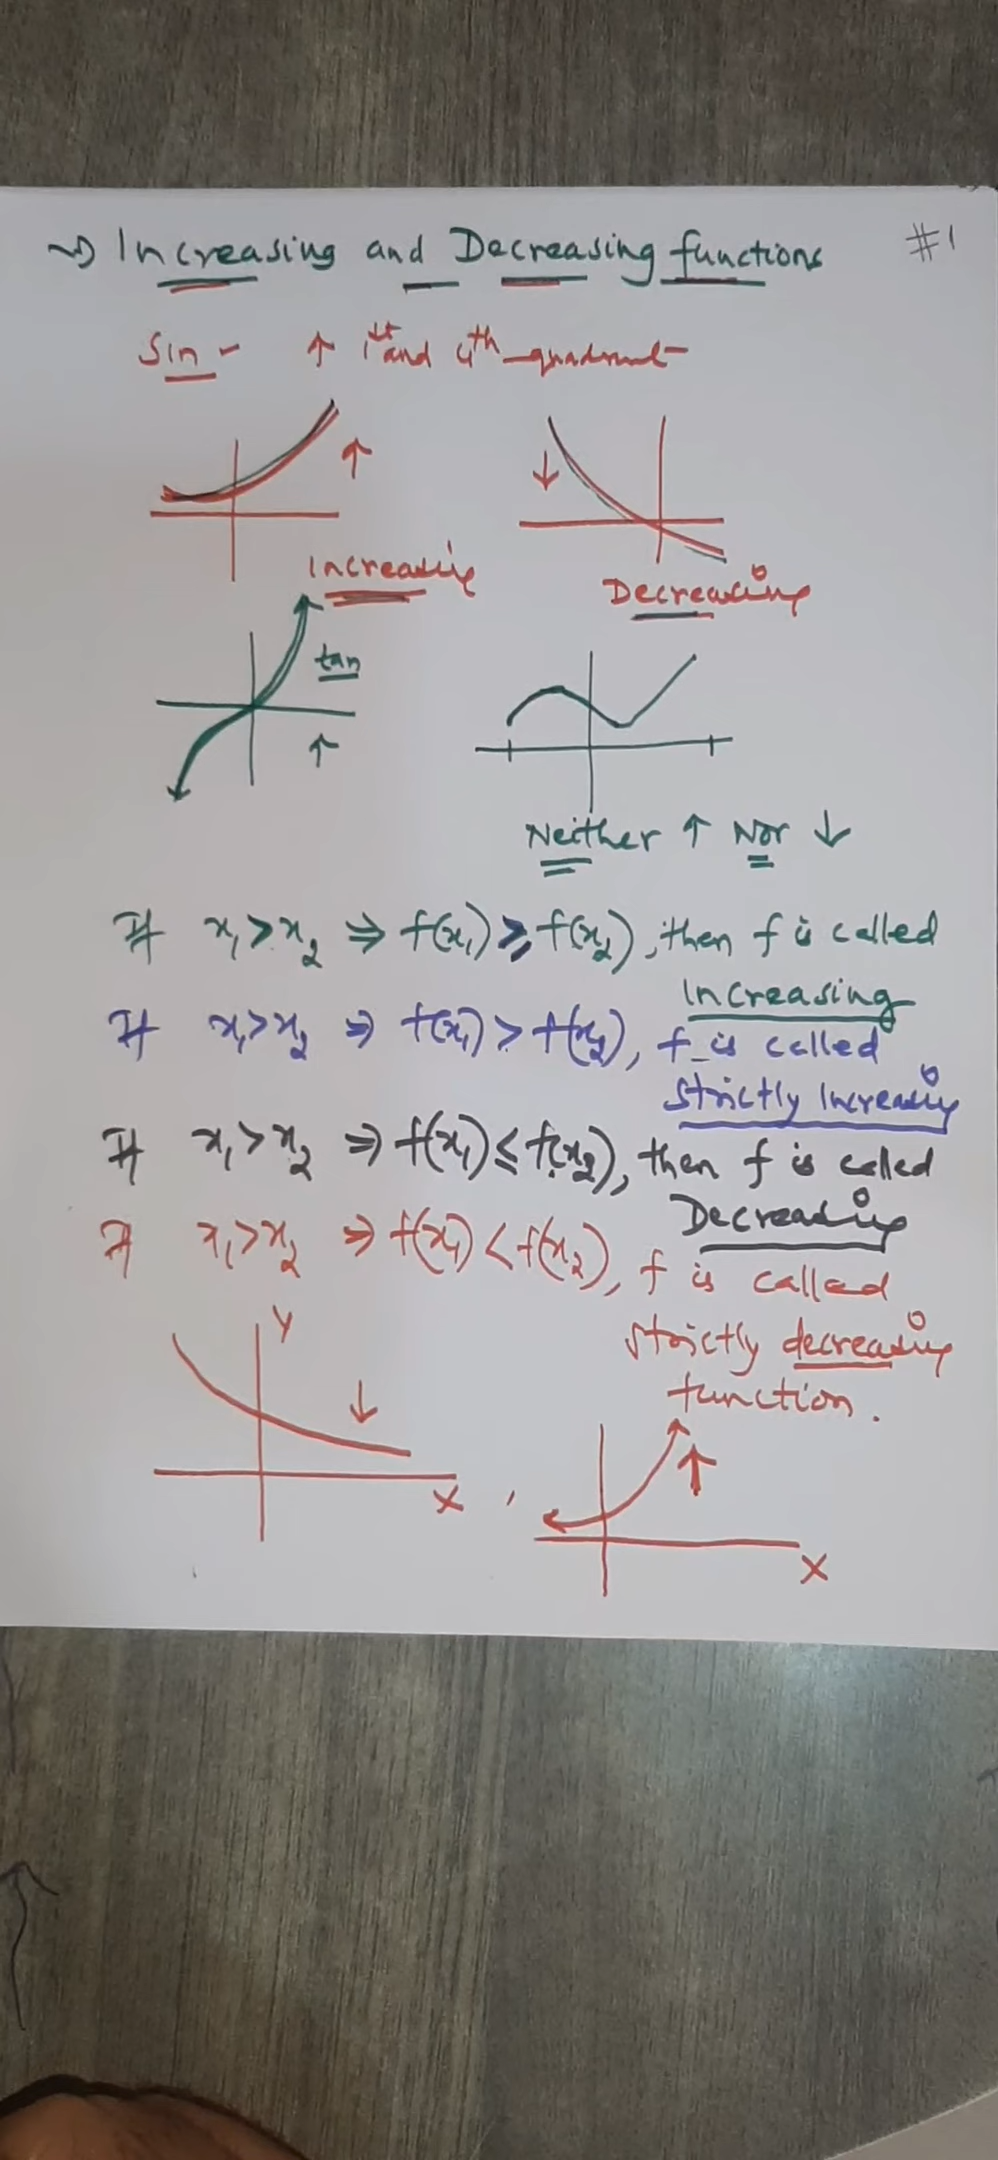 ~> Increasing and Decreasing functions #1
Sin - ↑ 1st and 4th quadrant
↑ ↓
Increasing
Decreasing
tan
↑
Neither ↑ Nor ↓
If x₁>x₂ ⇒ f(x₁)≥f(x₂), then f is called
Increasing
If x₁>x₂ ⇒ f(x₁)>f(x₂), f is called
Strictly Increasing
If x₁>x₂ ⇒ f(x₁)≤f(x₂), then f is called
Decreasing
If x₁>x₂ ⇒ f(x₁)<f(x₂), f is called
Strictly decreasing
function.
Y
↓
X ,
↑
X